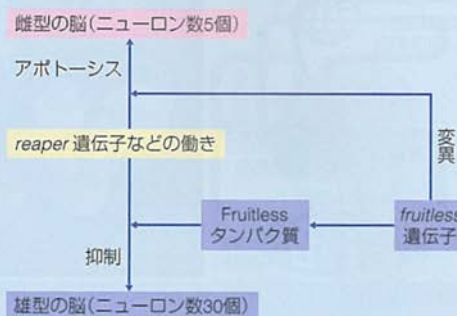 雌型の脳(ニューロン数5個)
アポトーシス
reaper 遺伝子などの働き
変異
Fruitless
タンパク質
fruitless
遺伝子
抑制
雄型の脳(ニューロン数30個)